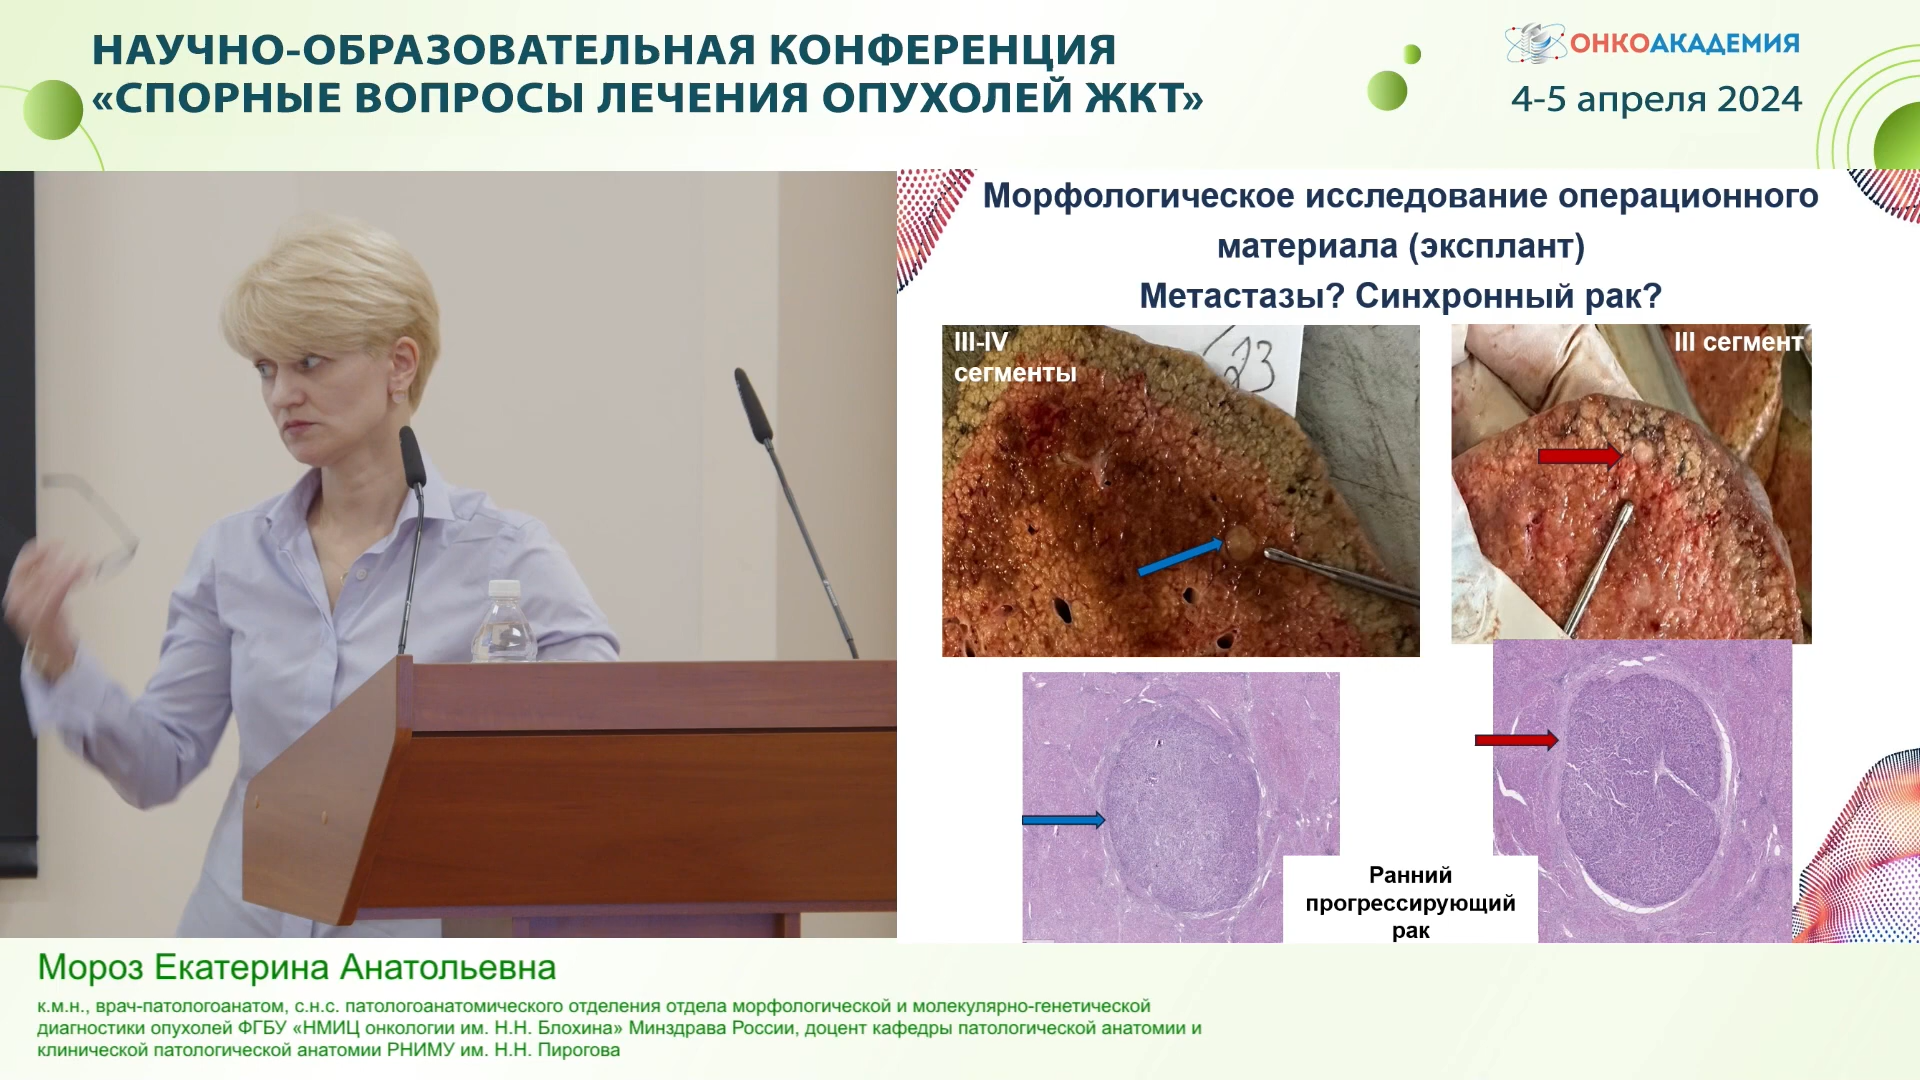 НАУЧНО-ОБРАЗОВАТЕЛЬНАЯ КОНФЕРЕНЦИЯ
«СПОРНЫЕ ВОПРОСЫ ЛЕЧЕНИЯ ОПУХОЛЕЙ ЖКТ»
ОНКОАКАДЕМИЯ
4-5 апреля 2024
Морфологическое исследование операционного
материала (эксплант)
Метастазы? Синхронный рак?
III-IV
сегменты
23
III сегмент
Ранний
прогрессирующий
рак
Мороз Екатерина Анатольевна
к.м.н., врач-патологоанатом, с.н.с. патологоанатомического отделения отдела морфологической и молекулярно-генетической
диагностики опухолей ФГБУ «НМИЦ онкологии им. Н.Н. Блохина» Минздрава России, доцент кафедры патологической анатомии и
клинической патологической анатомии РНИМУ им. Н.Н. Пирогова